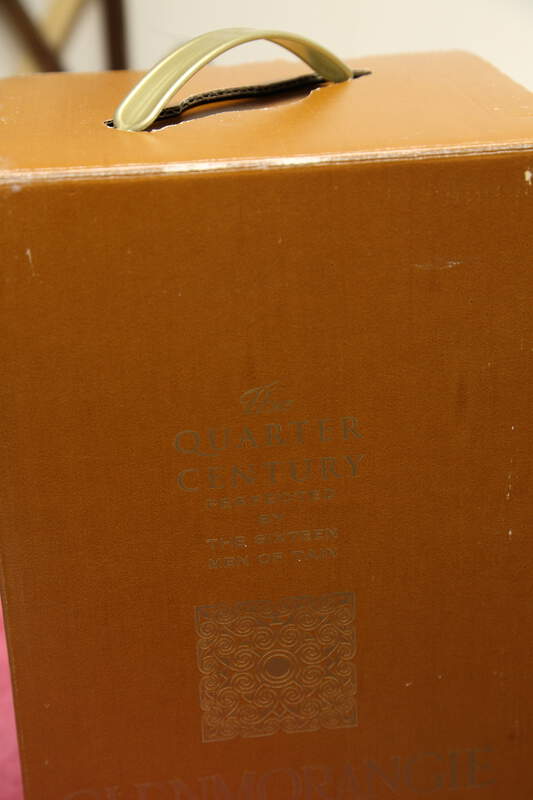 The
QUARTER
CENTURY
PERFECTED
BY
THE SIXTEEN
MEN OF TAIN
GLENMORANGIE